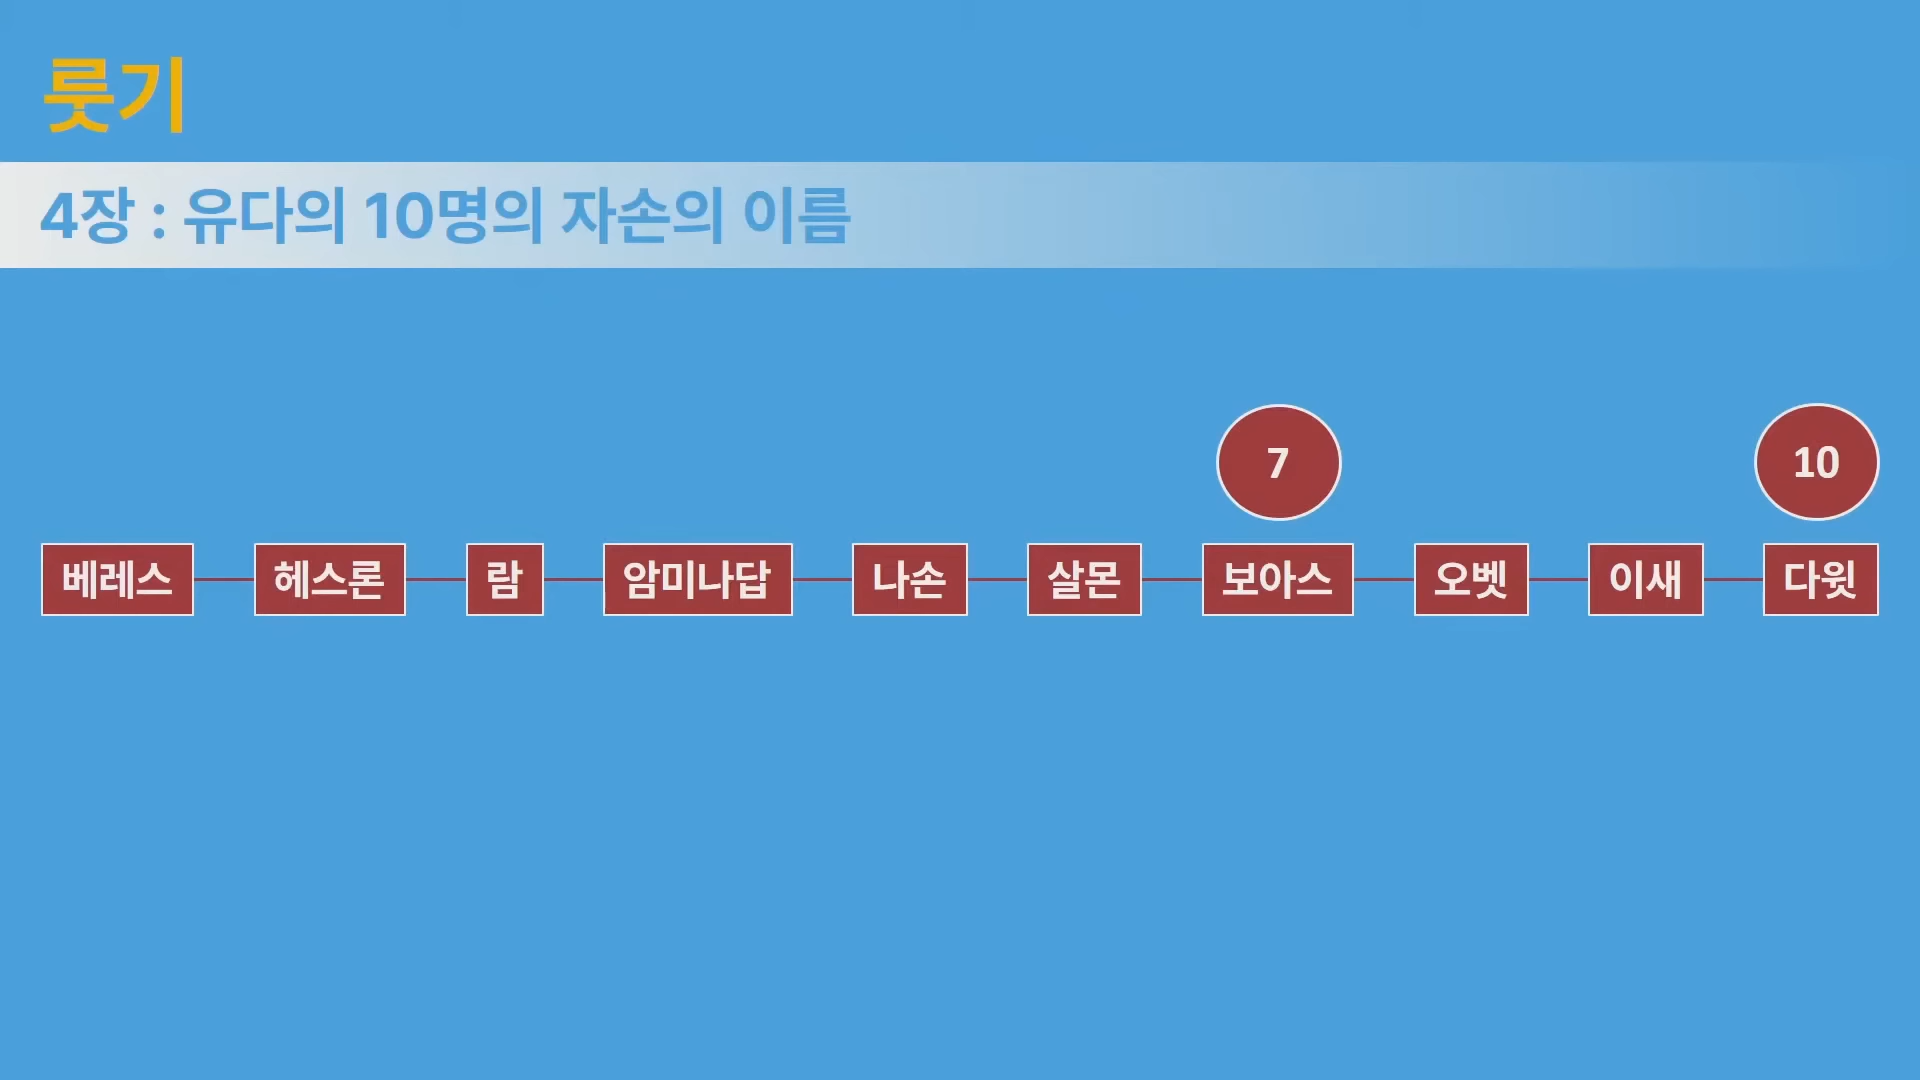 룻기
4장 : 유다의 10명의 자손의 이름
7 10
베레스 헤스론 람 암미나답 나손 살몬 보아스 오벳 이새 다윗